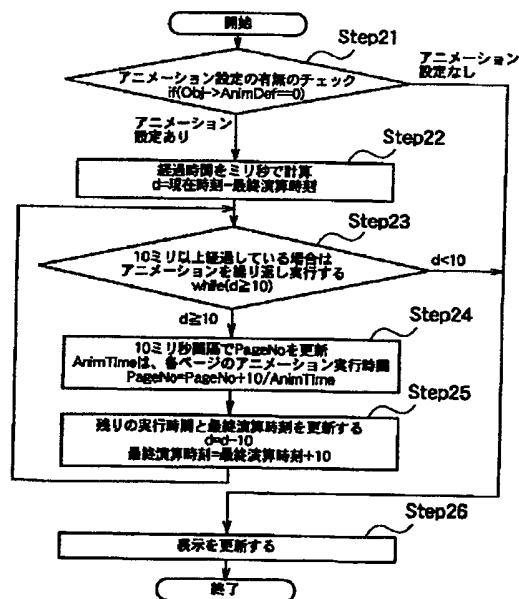 開始
Step21
アニメーション設定の有無のチェック
if(Obj->AnimDef==0)
アニメーション
設定なし
アニメーション
設定あり
Step22
経過時間をミリ秒で計算
d=現在時刻-最終演算時刻
Step23
10ミリ以上経過している場合は
アニメーションを繰り返し実行する
while(d≧10)
d<10
d≧10
Step24
10ミリ秒間隔でPageNoを更新
AnimTimeは、各ページのアニメーション実行時間
PageNo=PageNo+10/AnimTime
Step25
残りの実行時間と最終演算時刻を更新する
d=d-10
最終演算時刻=最終演算時刻+10
Step26
表示を更新する
終了